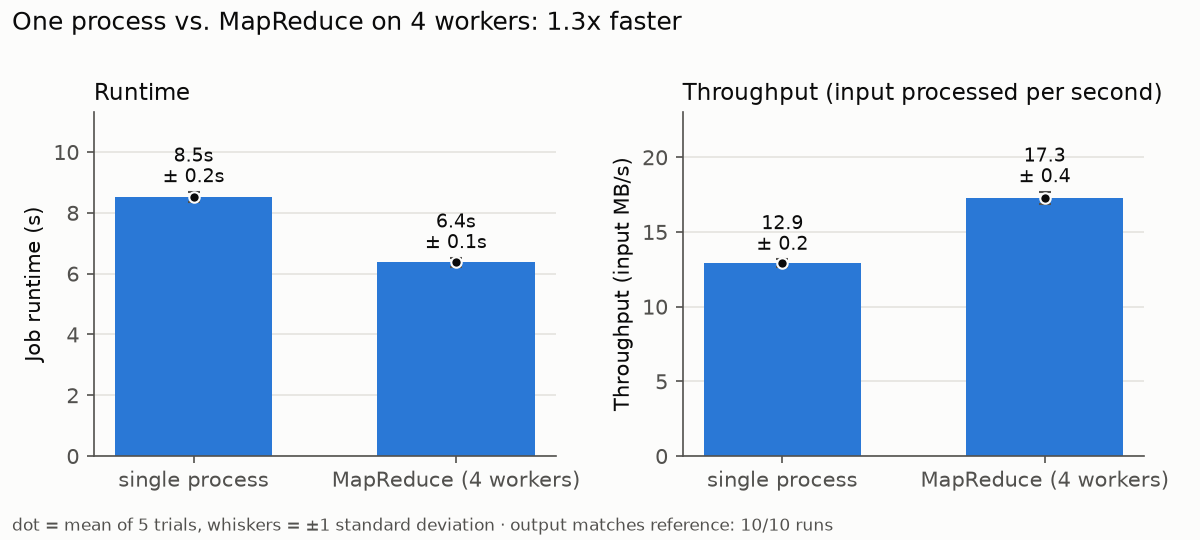 One process vs. MapReduce on 4 workers: 1.3x faster
Runtime
Job runtime (s)
10
8
6
4
2
0
8.5s
± 0.2s
6.4s
± 0.1s
single process
MapReduce (4 workers)
Throughput (input processed per second)
Throughput (input MB/s)
20
15
10
5
0
12.9
± 0.2
17.3
± 0.4
single process
MapReduce (4 workers)
dot = mean of 5 trials, whiskers = ±1 standard deviation · output matches reference: 10/10 runs